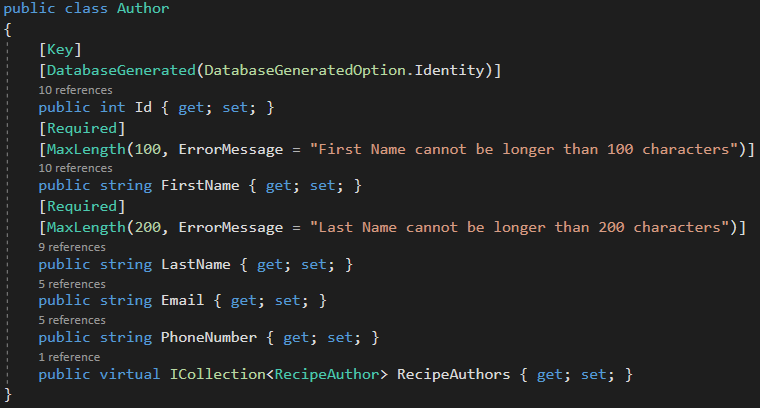 public class Author
{
[Key]
[DatabaseGenerated(DatabaseGeneratedOption.Identity)]
10 references
public int Id { get; set; }
[Required]
[MaxLength(100, ErrorMessage = "First Name cannot be longer than 100 characters")]
10 references
public string FirstName { get; set; }
[Required]
[MaxLength(200, ErrorMessage = "Last Name cannot be longer than 200 characters")]
9 references
public string LastName { get; set; }
5 references
public string Email { get; set; }
5 references
public string PhoneNumber { get; set; }
1 reference
public virtual ICollection<RecipeAuthor> RecipeAuthors { get; set; }
}